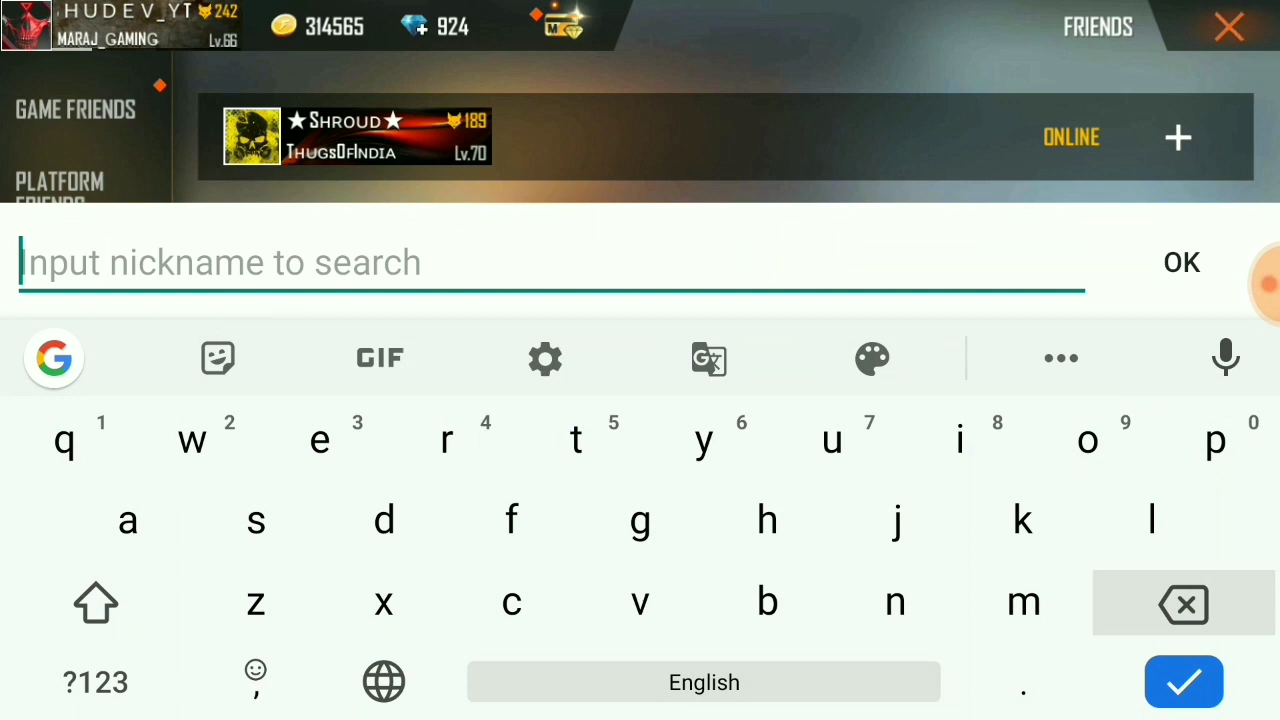 HUDEV_YT 242
MARAJ_GAMING Lv.66
314565
924
M
FRIENDS
GAME FRIENDS
★SHROUD★ 189
THUGSOFINDIA Lv.70
ONLINE
PLATFORM
FRIENDS
Input nickname to search
OK
G GIF G
q 1 w 2 e 3 r 4 t 5 y 6 u 7 i 8 o 9 p 0
a s d f g h j k l
z x c v b n m
?123 , English .